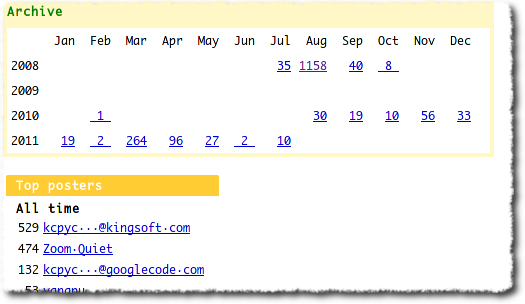 Archive
Jan Feb Mar Apr May Jun Jul Aug Sep Oct Nov Dec
2008 35 1158 40 8
2009
2010 1 30 19 10 56 33
2011 19 2 264 96 27 2 10
Top posters
All time
529 kcpyc...@kingsoft.com
474 Zoom.Quiet
132 kcpyc...@googlecode.com